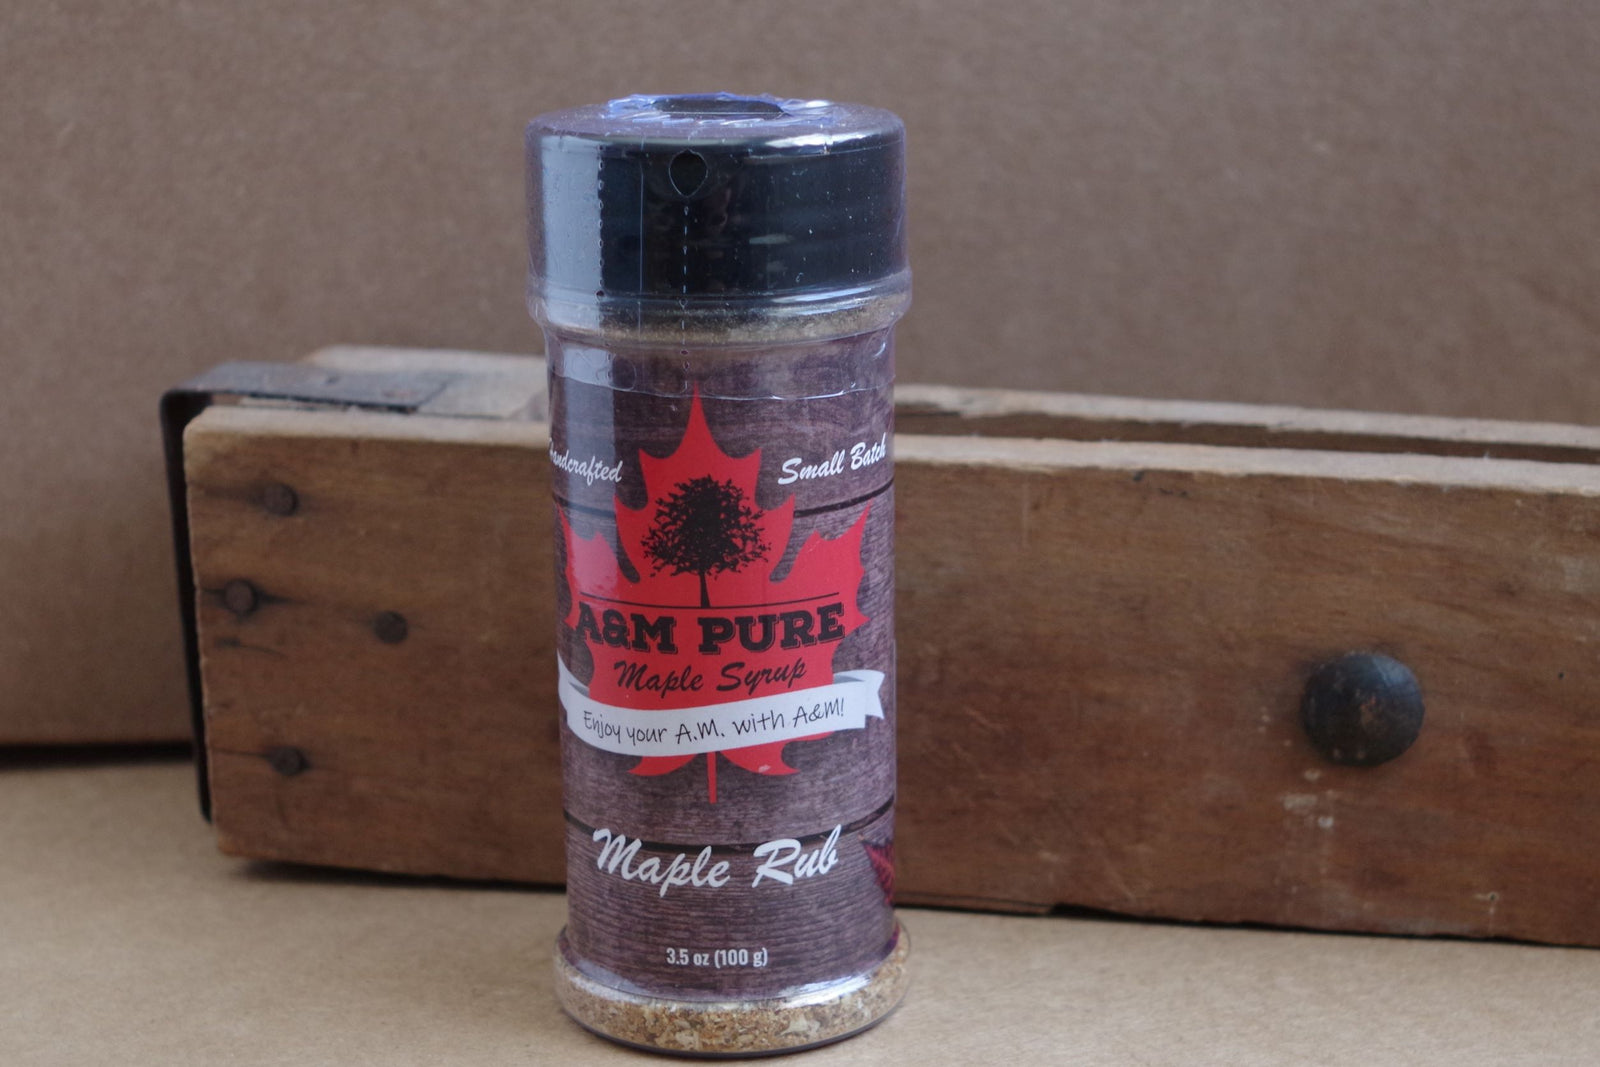 Handcrafted
Small Batch
A&M PURE
Maple Syrup
Enjoy your A.M. with A&M!
Maple Rub
3.5 oz (100 g)